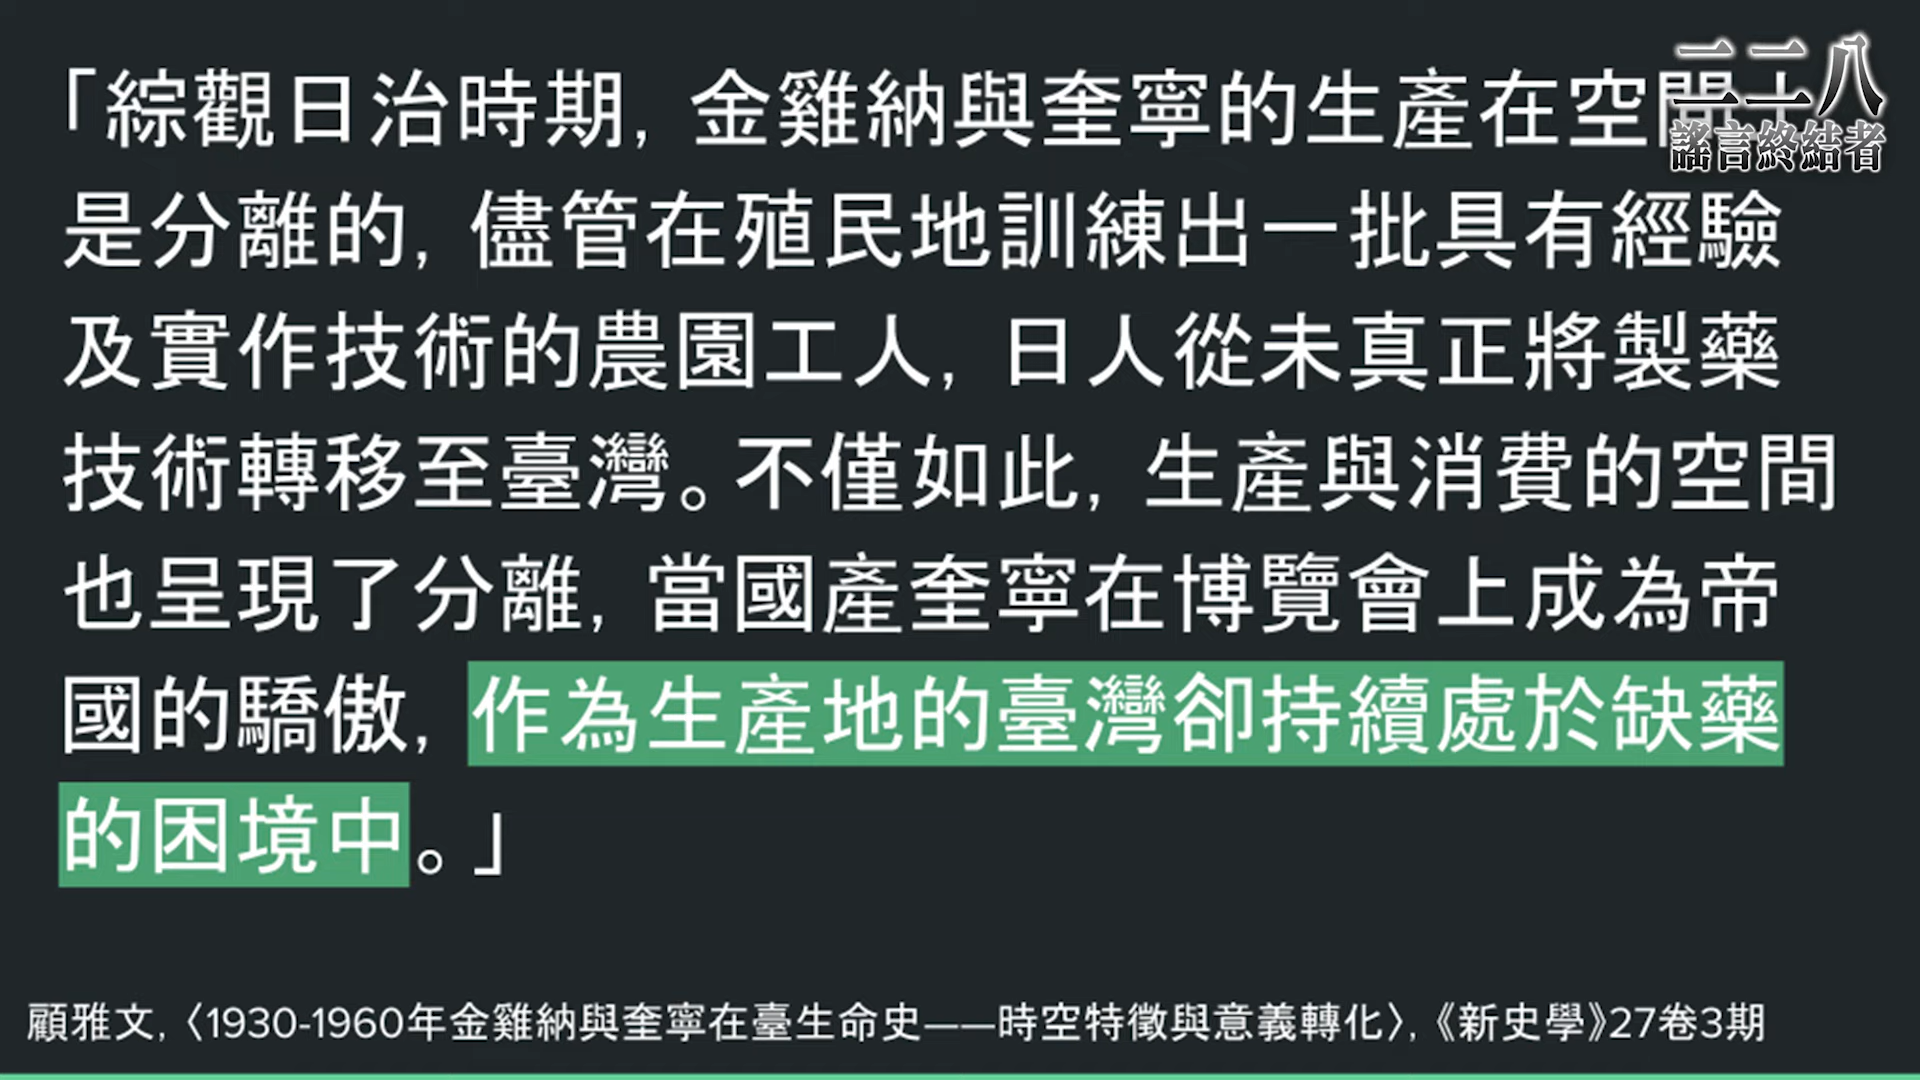 「綜觀日治時期，金雞納與奎寧的生產在空間上
是分離的，儘管在殖民地訓練出一批具有經驗
及實作技術的農園工人，日人從未真正將製藥
技術轉移至臺灣。不僅如此，生產與消費的空間
也呈現了分離，當國產奎寧在博覽會上成為帝
國的驕傲，作為生產地的臺灣卻持續處於缺藥
的困境中。」
顧雅文，〈1930-1960年金雞納與奎寧在臺生命史——時空特徵與意義轉化〉，《新史學》27卷3期
二二八
謠言終結者